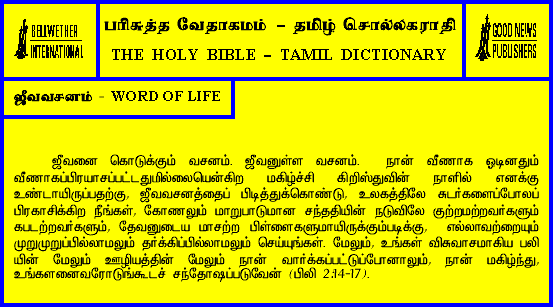 BELLWETHER
INTERNATIONAL
பரிசுத்த வேதாகமம் – தமிழ் சொல்லகராதி
THE HOLY BIBLE – TAMIL DICTIONARY
GOOD NEWS
PUBLISHERS
ஜீவவசனம் - WORD OF LIFE
ஜீவனை கொடுக்கும் வசனம். ஜீவனுள்ள வசனம். நான் வீணாக ஓடினதும்
வீணாகப்பிரயாசப்பட்டதுமில்லையென்கிற மகிழ்ச்சி கிறிஸ்துவின் நாளில் எனக்கு
உண்டாயிருப்பதற்கு, ஜீவவசனத்தைப் பிடித்துக்கொண்டு, உலகத்திலே சுடர்களைப்போலப்
பிரகாசிக்கிற நீங்கள், கோணலும் மாறுபாடுமான சந்ததியின் நடுவிலே குற்றமற்றவர்களும்
கபடற்றவர்களும், தேவனுடைய மாசற்ற பிள்ளைகளுமாயிருக்கும்படிக்கு, எல்லாவற்றையும்
முறுமுறுப்பில்லாமலும் தர்க்கிப்பில்லாமலும் செய்யுங்கள். மேலும், உங்கள் விசுவாசமாகிய பலி
யின் மேலும் ஊழியத்தின் மேலும் நான் வார்க்கப்பட்டுப்போனாலும், நான் மகிழ்ந்து,
உங்களனைவரோடுங்கூடச் சந்தோஷப்படுவேன் (பிலி 2:14-17).